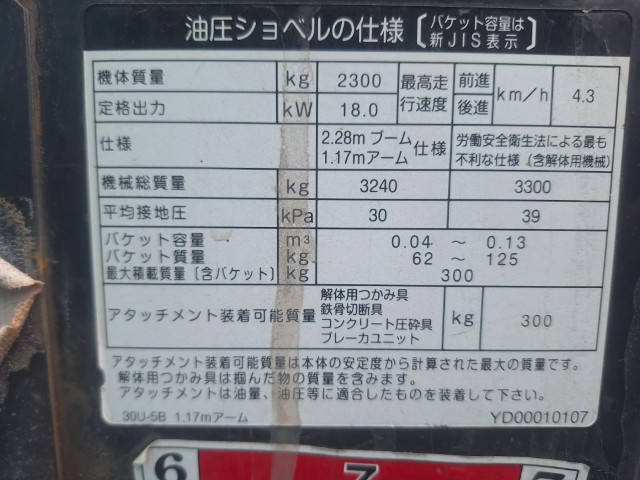 油圧ショベルの仕様〔バケット容量は新JIS表示〕
機体質量 kg 2300 最高走行速度 前進 後進 km/h 4.3
定格出力 kW 18.0
仕様 2.28m ブーム 1.17mアーム 仕様 労働安全衛生法による最も不利な仕様（含解体用機械）
機械総質量 kg 3240 3300
平均接地圧 kPa 30 39
バケット容量 m³ 0.04 ～ 0.13
バケット質量 kg 62 ～ 125
最大積載質量〔含バケット〕 kg 300
アタッチメント装着可能質量 解体用つかみ具 鉄骨切断具 コンクリート圧砕具 ブレーカユニット kg 300
アタッチメント装着可能質量は本体の安定度から計算された最大の質量です。
解体用つかみ具は掴んだ物の質量を含みます。
アタッチメントは油量、油圧等に適合したものを装着して下さい。
30U-5B 1.17mアーム YD00010107
6 7